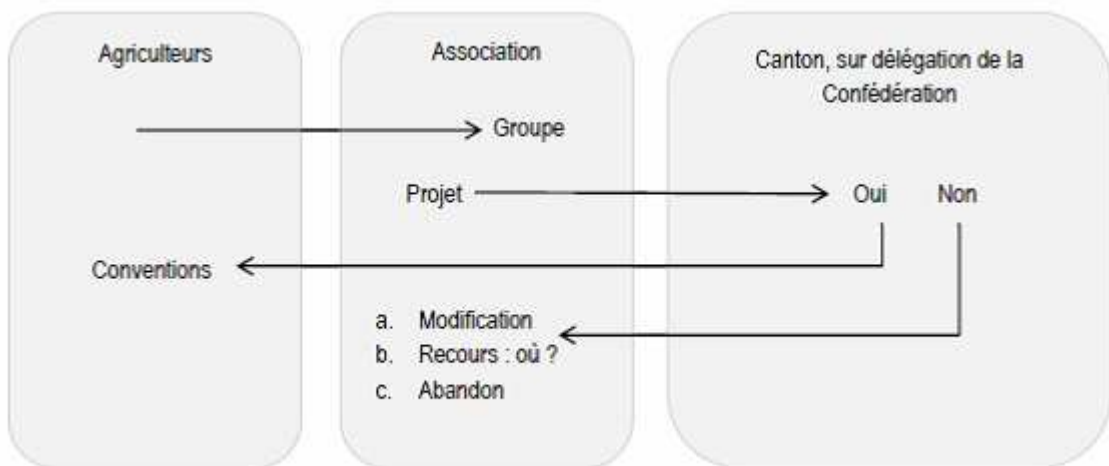 Agriculteurs
Association
Canton, sur délégation de la
Confédération
Groupe
Projet
Oui
Non
Conventions
a. Modification
b. Recours : où ?
c. Abandon